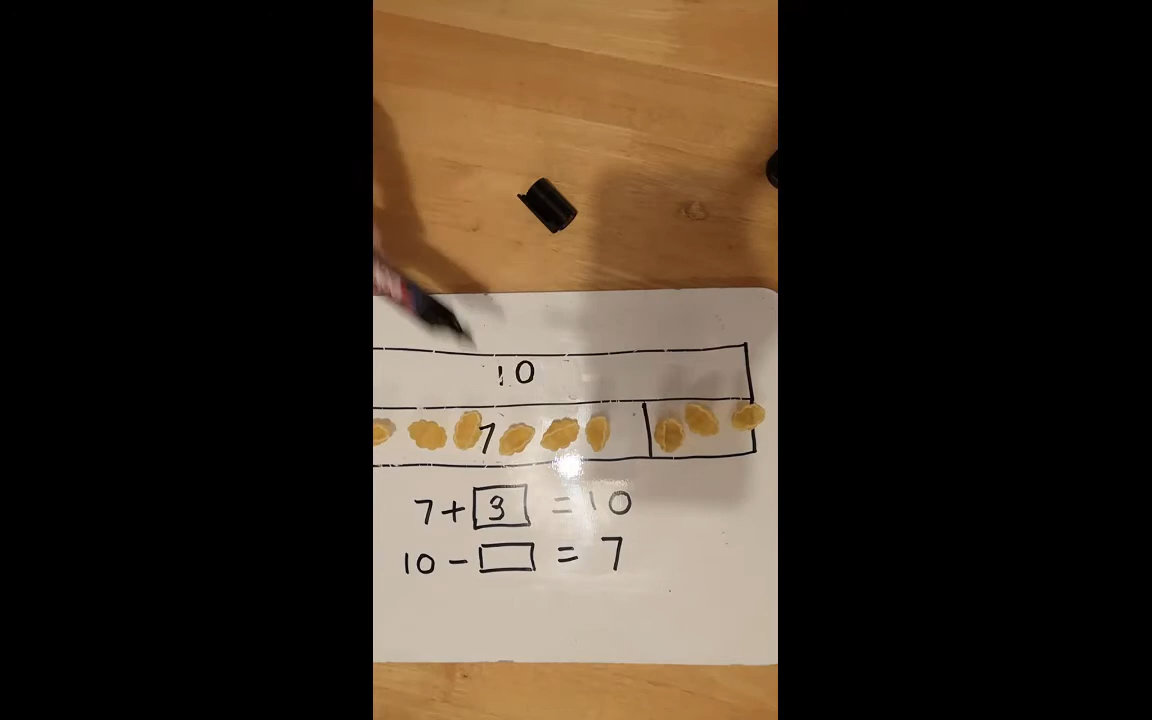 10
7
7 + 3 = 10
10 - = 7